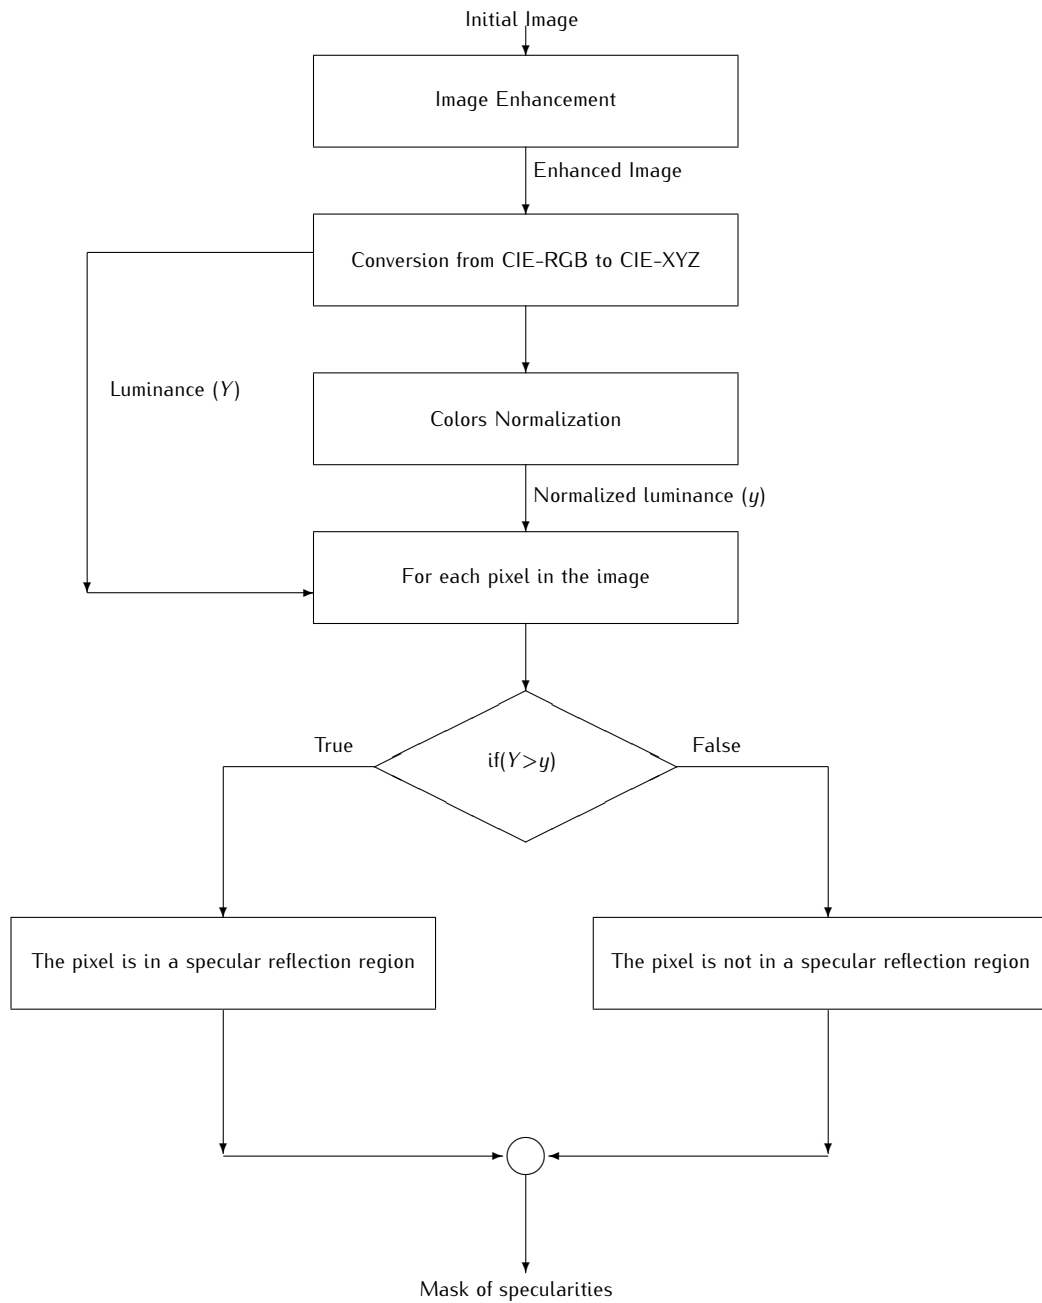 Initial Image
Image Enhancement
Enhanced Image
Conversion from CIE-RGB to CIE-XYZ
Luminance (Y)
Colors Normalization
Normalized luminance (y)
For each pixel in the image
True
if(Y>y)
False
The pixel is in a specular reflection region
The pixel is not in a specular reflection region
Mask of specularities